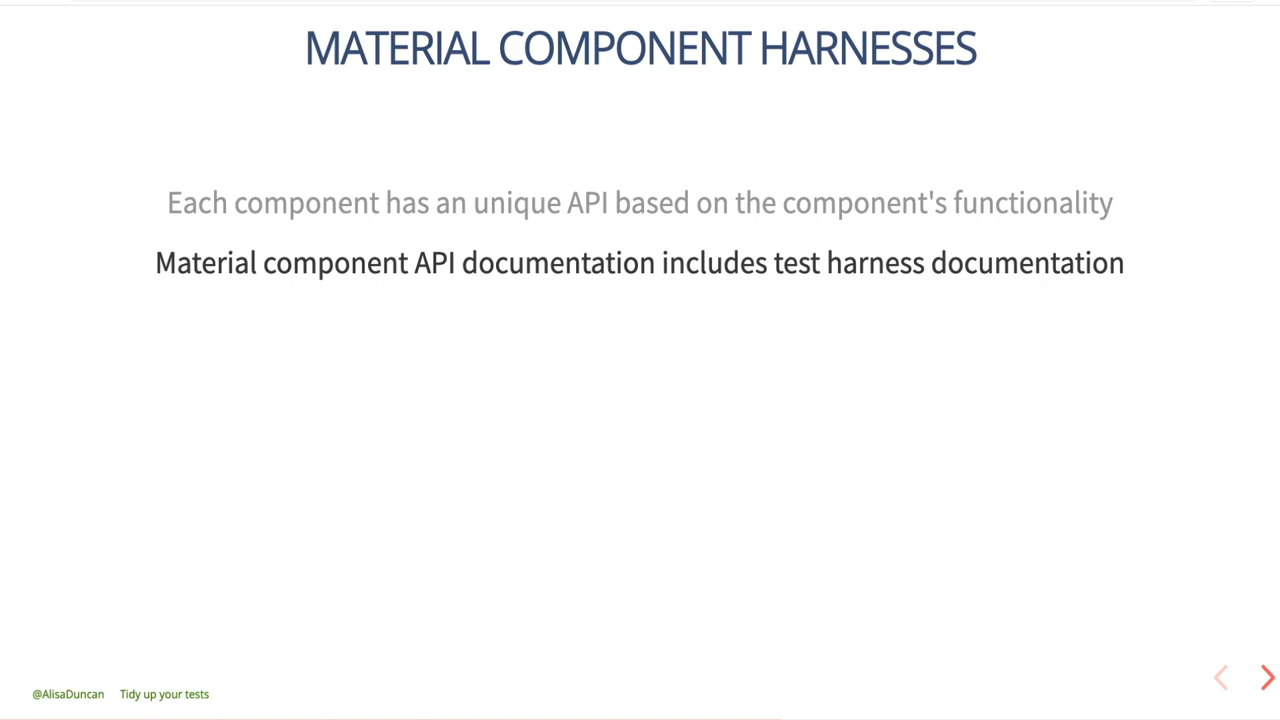 MATERIAL COMPONENT HARNESSES
Each component has an unique API based on the component's functionality
Material component API documentation includes test harness documentation
@AlisaDuncan Tidy up your tests